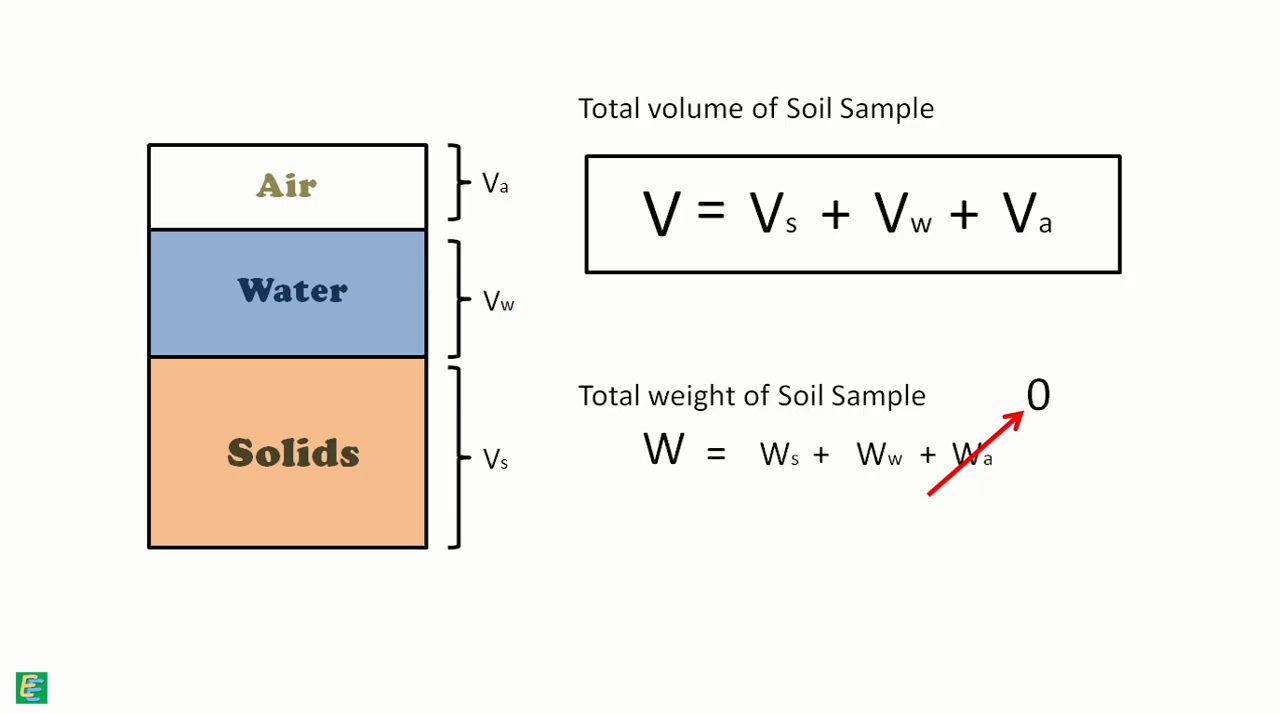 Total volume of Soil Sample
V = Vs + Vw + Va
Air
Va
Water
Vw
Solids
Vs
Total weight of Soil Sample
0
W = Ws + Ww + Wa
EE